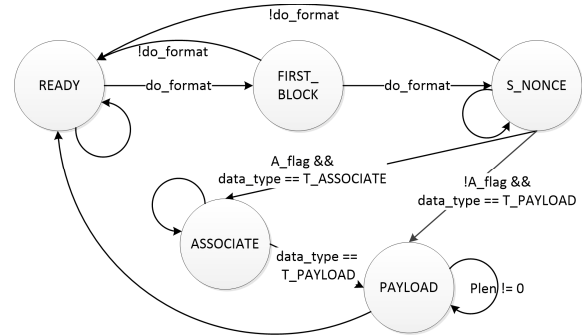 !do_format
!do_format
READY
do_format
FIRST_
BLOCK
do_format
S_NONCE
A_flag &&
data_type == T_ASSOCIATE
!A_flag &&
data_type == T_PAYLOAD
ASSOCIATE
data_type ==
T_PAYLOAD
PAYLOAD
Plen != 0